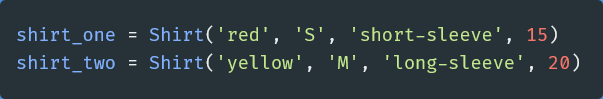 shirt_one = Shirt('red', 'S', 'short-sleeve', 15)
shirt_two = Shirt('yellow', 'M', 'long-sleeve', 20)